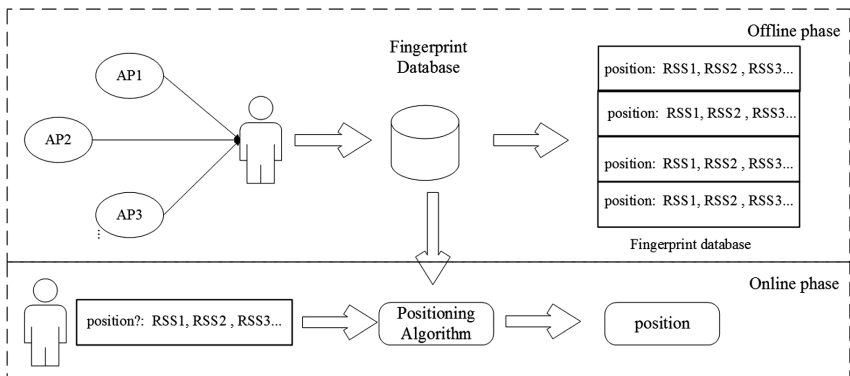 Offline phase
Fingerprint
Database
AP1
AP2
AP3
⋮
position: RSS1, RSS2 , RSS3...
position: RSS1, RSS2 , RSS3...
position: RSS1, RSS2 , RSS3...
position: RSS1, RSS2 , RSS3...
Fingerprint database
Online phase
position?: RSS1, RSS2 , RSS3...
Positioning
Algorithm
position